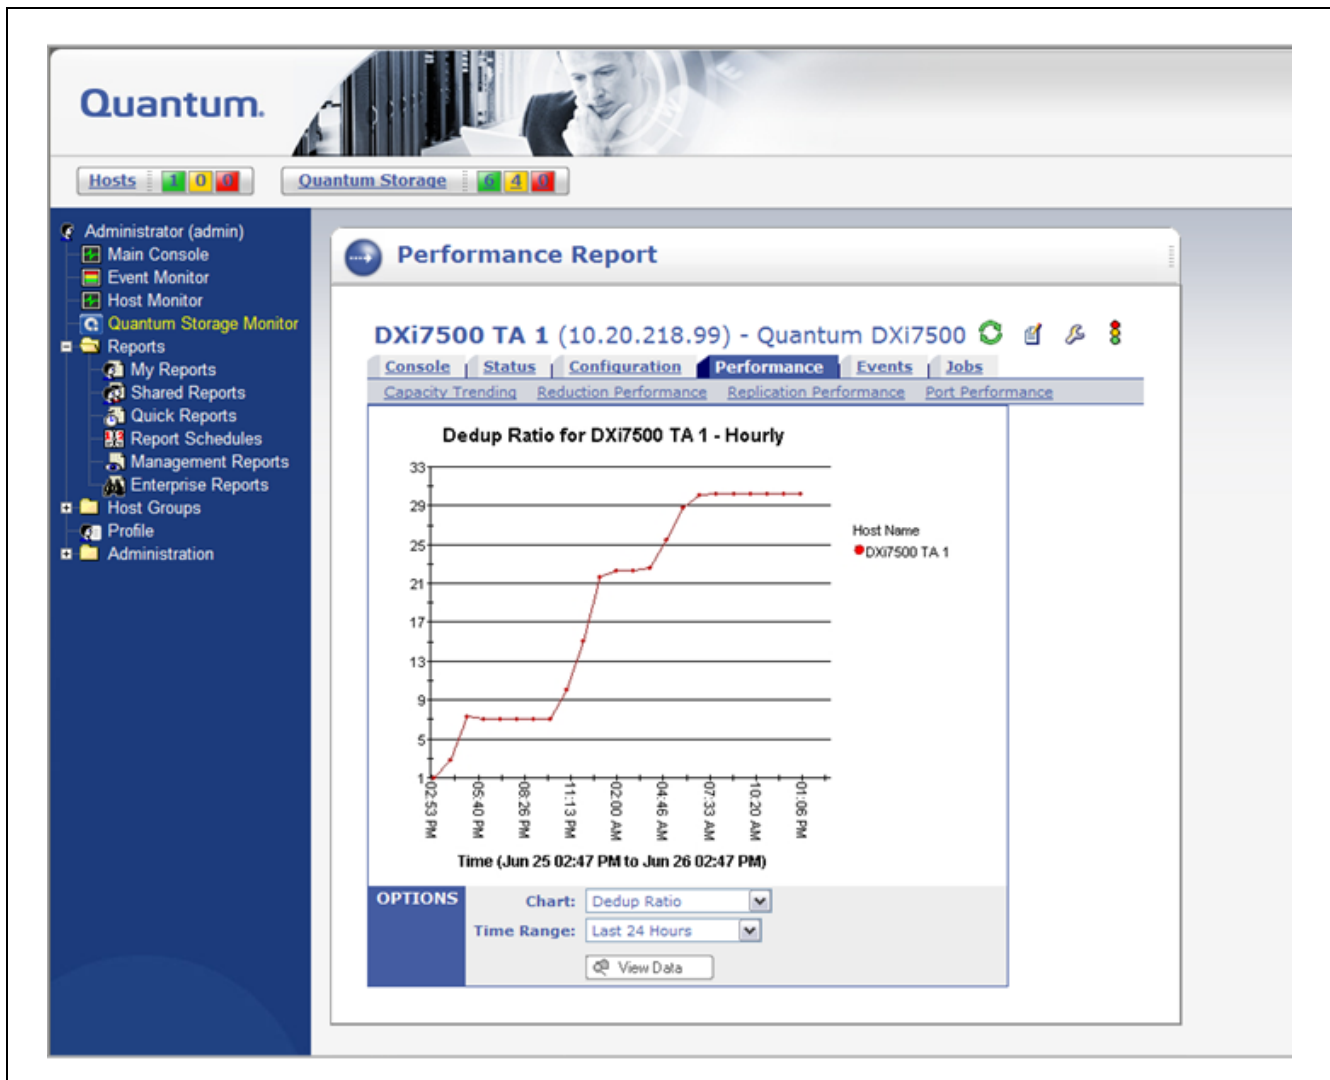 Quantum.
Hosts 1 0 0 Quantum Storage 6 4 0
Administrator (admin)
Main Console
Event Monitor
Host Monitor
Quantum Storage Monitor
Reports
My Reports
Shared Reports
Quick Reports
Report Schedules
Management Reports
Enterprise Reports
Host Groups
Profile
Administration
Performance Report
DXi7500 TA 1 (10.20.218.99) - Quantum DXi7500
Console Status Configuration Performance Events Jobs
Capacity Trending Reduction Performance Replication Performance Port Performance
Dedup Ratio for DXi7500 TA 1 - Hourly
33
29
25
21
17
13
9
5
1
Host Name
DXi7500 TA 1
02:53 PM
05:40 PM
08:26 PM
11:13 PM
02:00 AM
04:46 AM
07:33 AM
10:20 AM
01:06 PM
Time (Jun 25 02:47 PM to Jun 26 02:47 PM)
OPTIONS Chart: Dedup Ratio
Time Range: Last 24 Hours
View Data